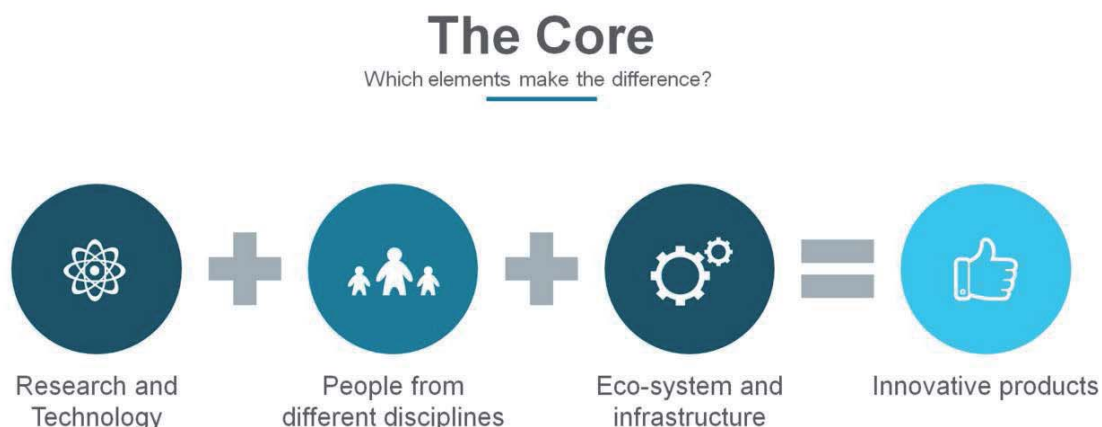 The Core
Which elements make the difference?
Research and
Technology
People from
different disciplines
Eco-system and
infrastructure
Innovative products